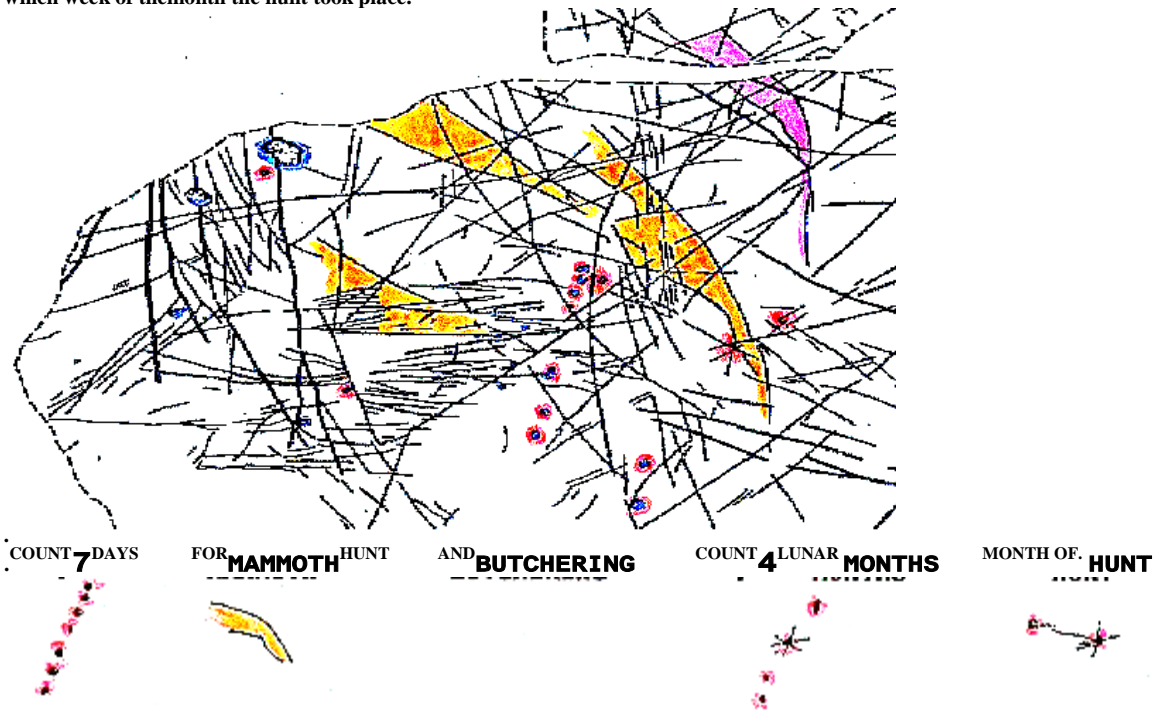 which week of themonth the hunt took place.
COUNT 7 DAYS FOR MAMMOTH HUNT AND BUTCHERING COUNT 4 LUNAR MONTHS MONTH OF. HUNT